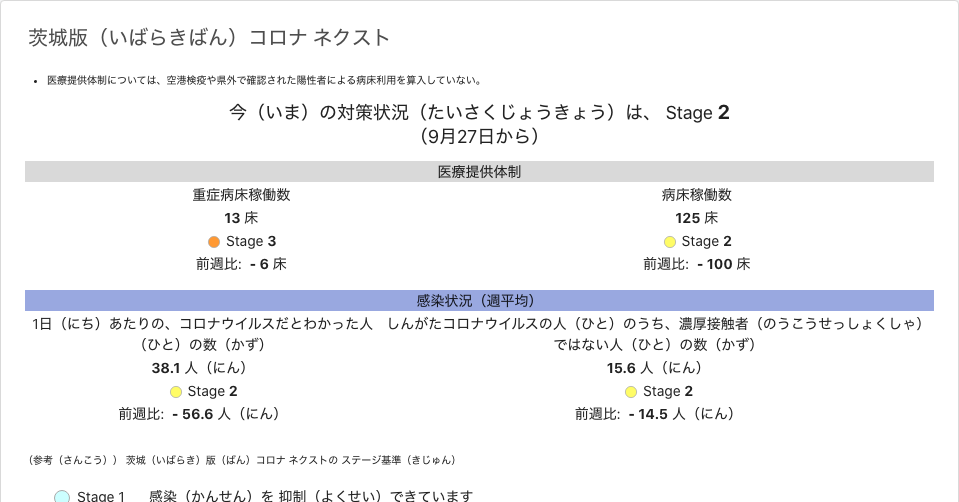 茨城版（いばらきばん）コロナ ネクスト
• 医療提供体制については、空港検疫や県外で確認された陽性者による病床利用を算入していない。
今（いま）の対策状況（たいさくじょうきょう）は、 Stage 2
（9月27日から）
医療提供体制
重症病床稼働数 病床稼働数
13 床 125 床
Stage 3 Stage 2
前週比: - 6 床 前週比: - 100 床
感染状況（週平均）
1日（にち）あたりの、コロナウイルスだとわかった人 しんがたコロナウイルスの人（ひと）のうち、濃厚接触者（のうこうせっしょくしゃ）
（ひと）の数（かず） ではない人（ひと）の数（かず）
38.1 人（にん） 15.6 人（にん）
Stage 2 Stage 2
前週比: - 56.6 人（にん） 前週比: - 14.5 人（にん）
（参考（さんこう）） 茨城（いばらき）版（ばん）コロナ ネクストの ステージ基準（きじゅん）
Stage 1 感染（かんせん）を 抑制（よくせい）できています